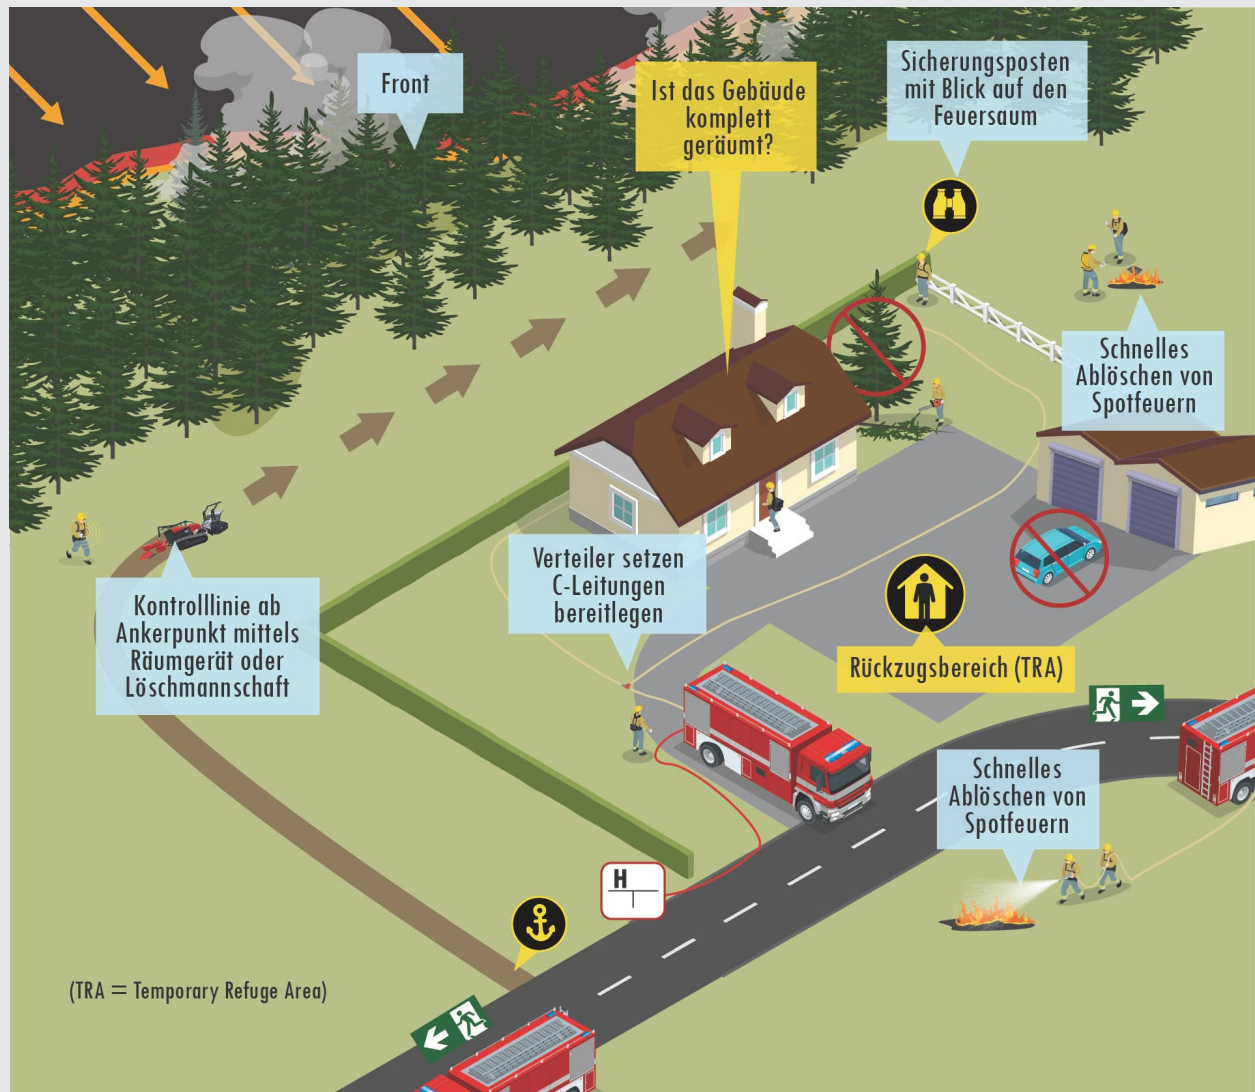 Front
Ist das Gebäude
komplett
geräumt?
Sicherungsposten
mit Blick auf den
Feuersaum
Schnelles
Ablöschen von
Spotfeuern
Verteiler setzen
C-Leitungen
bereitlegen
Kontrolllinie ab
Ankerpunkt mittels
Räumgerät oder
Löschmannschaft
Rückzugsbereich (TRA)
Schnelles
Ablöschen von
Spotfeuern
H
(TRA = Temporary Refuge Area)